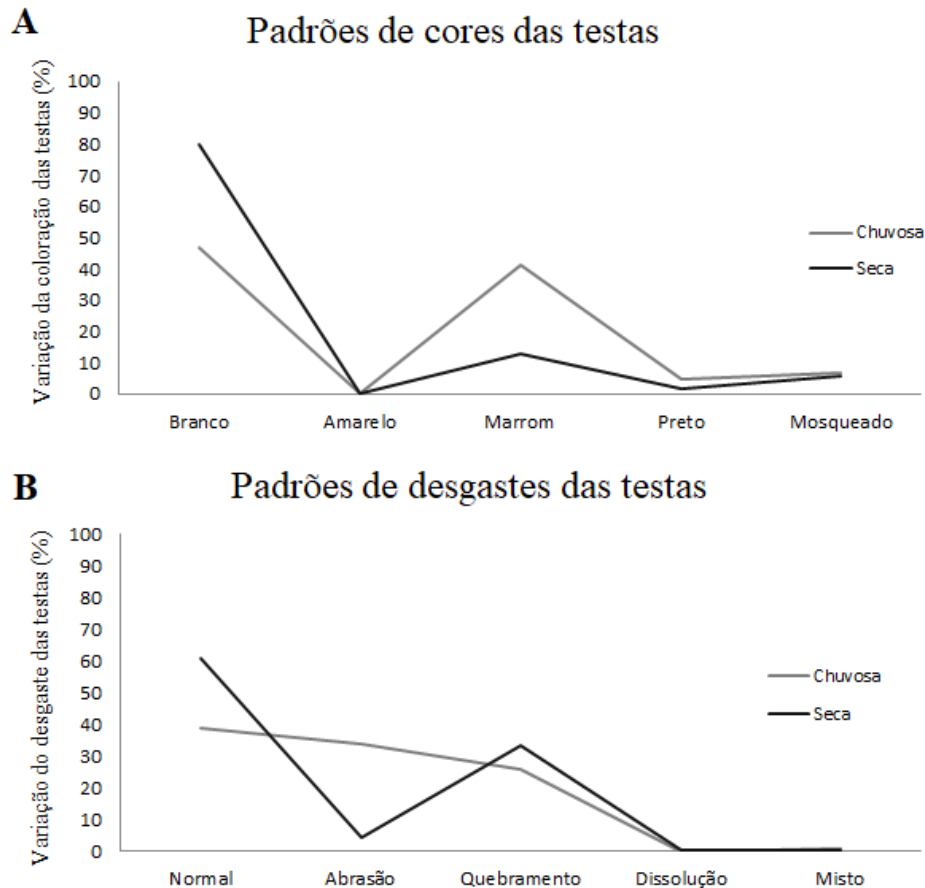 A
Padrões de cores das testas
Variação da coloração das testas (%)
100
90
80
70
60
50
40
30
20
10
0
Chuvosa
Seca
Branco Amarelo Marrom Preto Mosqueado
B
Padrões de desgastes das testas
Variação do desgaste das testas (%)
100
90
80
70
60
50
40
30
20
10
0
Chuvosa
Seca
Normal Abrasão Quebramento Dissolução Misto